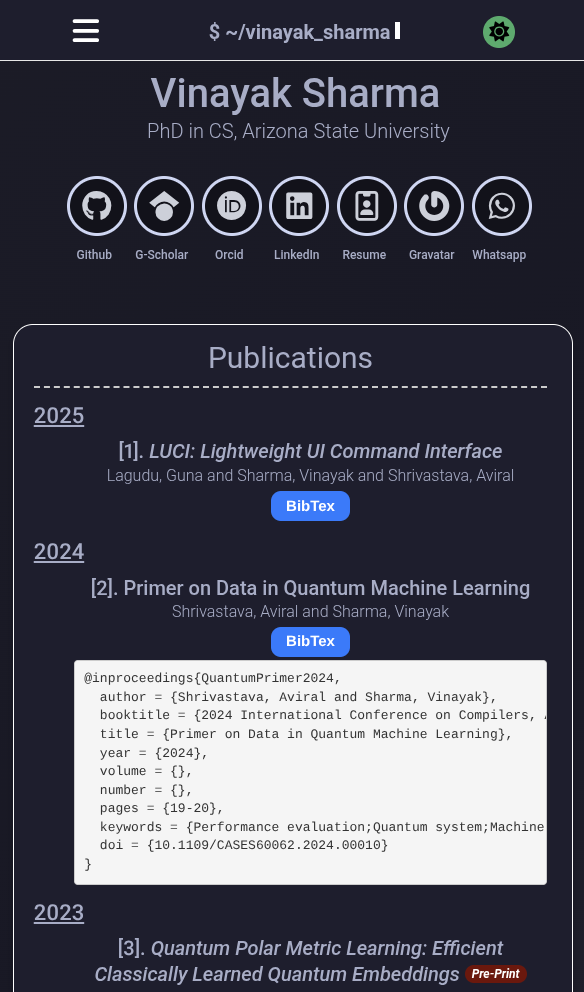 $ ~/vinayak_sharma
Vinayak Sharma
PhD in CS, Arizona State University
Github G-Scholar Orcid LinkedIn Resume Gravatar Whatsapp
Publications
2025
[1]. LUCI: Lightweight UI Command Interface
Lagudu, Guna and Sharma, Vinayak and Shrivastava, Aviral
BibTex
2024
[2]. Primer on Data in Quantum Machine Learning
Shrivastava, Aviral and Sharma, Vinayak
BibTex
@inproceedings{QuantumPrimer2024,
author = {Shrivastava, Aviral and Sharma, Vinayak},
booktitle = {2024 International Conference on Compilers,
title = {Primer on Data in Quantum Machine Learning},
year = {2024},
volume = {},
number = {},
pages = {19-20},
keywords = {Performance evaluation;Quantum system;Machine
doi = {10.1109/CASES60062.2024.00010}
}
2023
[3]. Quantum Polar Metric Learning: Efficient
Classically Learned Quantum Embeddings Pre-Print